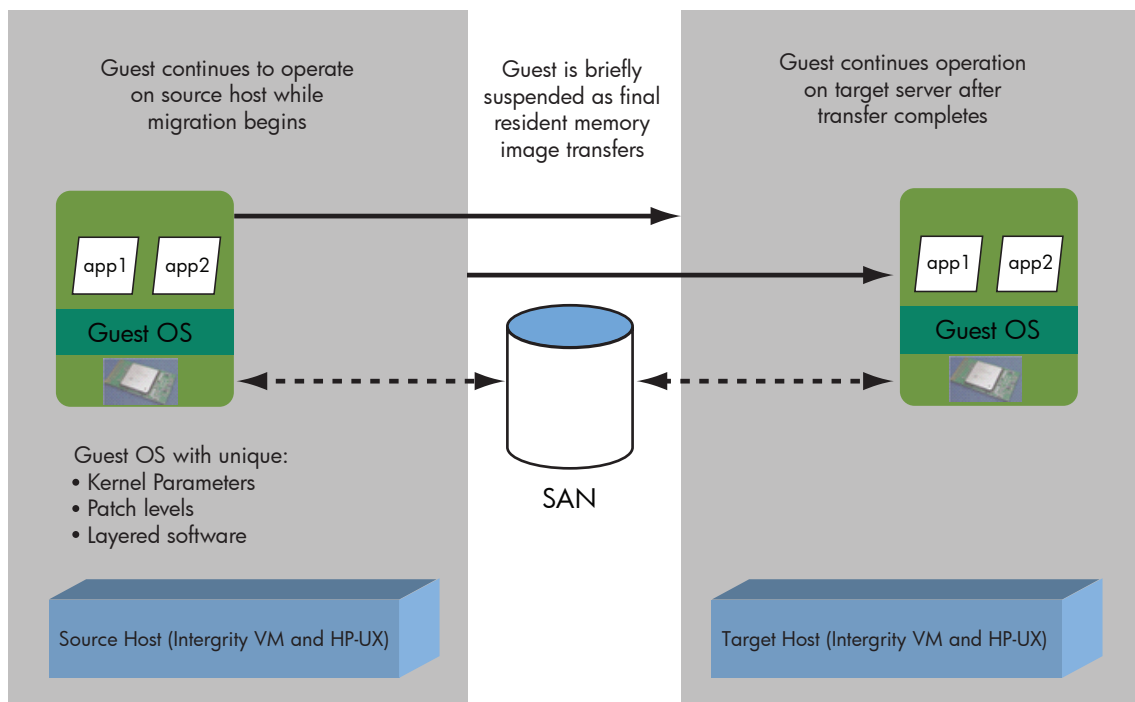 Guest continues to operate
on source host while
migration begins
Guest is briefly
suspended as final
resident memory
image transfers
Guest continues operation
on target server after
transfer completes
app1
app2
Guest OS
app1
app2
Guest OS
Guest OS with unique:
• Kernel Parameters
• Patch levels
• Layered software
SAN
Source Host (Intergrity VM and HP-UX)
Target Host (Intergrity VM and HP-UX)